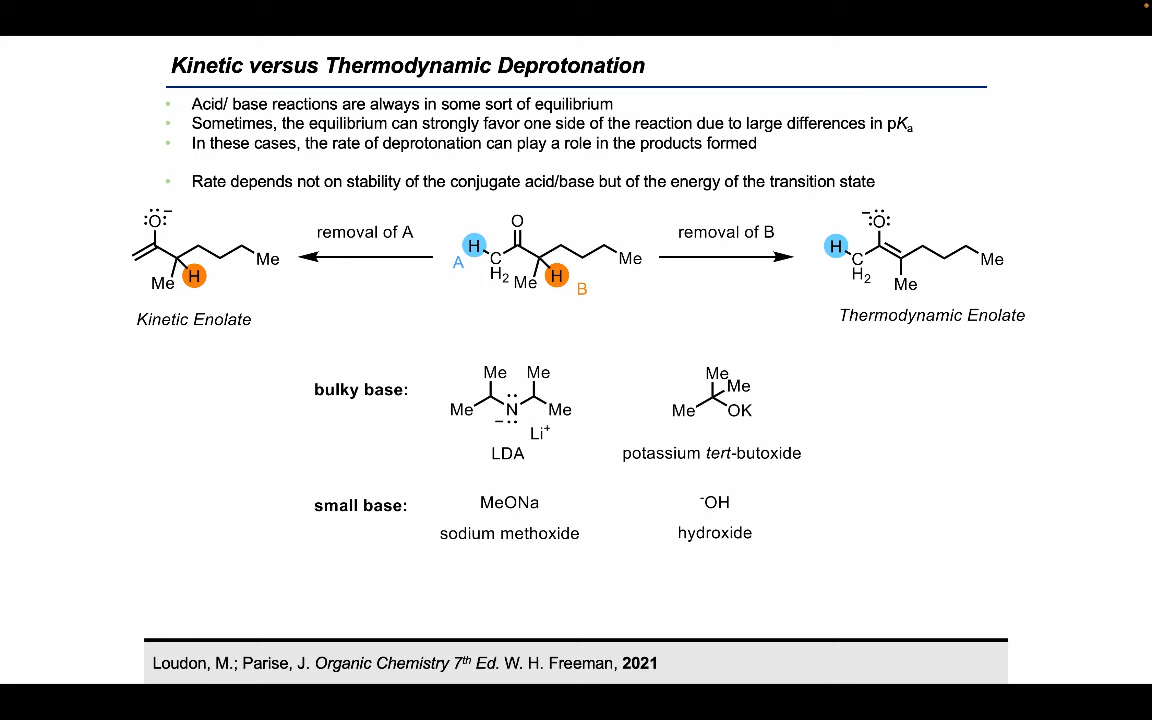 Kinetic versus Thermodynamic Deprotonation
• Acid/ base reactions are always in some sort of equilibrium
• Sometimes, the equilibrium can strongly favor one side of the reaction due to large differences in pKa
• In these cases, the rate of deprotonation can play a role in the products formed
• Rate depends not on stability of the conjugate acid/base but of the energy of the transition state
:Ö: −
Me
H
Me
Kinetic Enolate
removal of A
O
H
A
C
H2
Me
H
B
Me
removal of B
− :Ö:
H
C
H2
Me
Me
Thermodynamic Enolate
bulky base:
Me Me
Me N Me
− Li+
LDA
Me
Me
Me OK
potassium tert-butoxide
small base:
MeONa
sodium methoxide
-OH
hydroxide
Loudon, M.; Parise, J. Organic Chemistry 7th Ed. W. H. Freeman, 2021